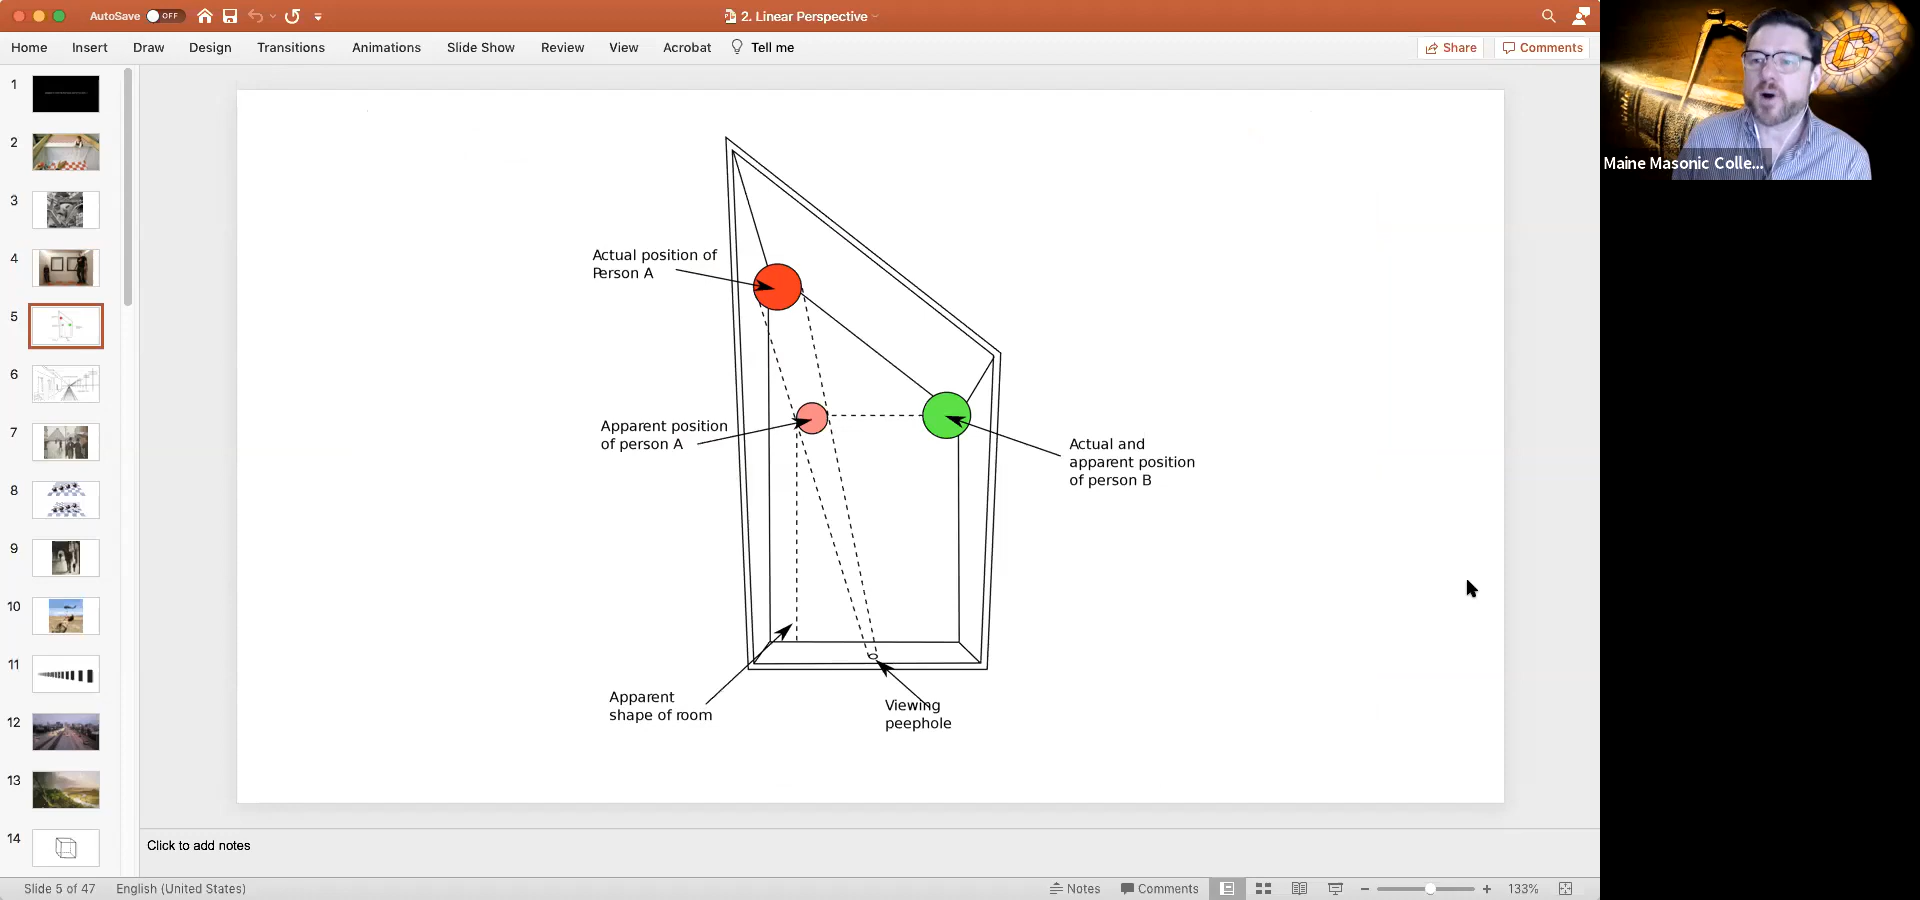 AutoSave OFF
2. Linear Perspective
Home Insert Draw Design Transitions Animations Slide Show Review View Acrobat Tell me
Share Comments
1
2
3
4
5
6
7
8
9
10
11
12
13
14
Actual position of
Person A
Apparent position
of person A
Actual and
apparent position
of person B
Apparent
shape of room
Viewing
peephole
Click to add notes
Slide 5 of 47 English (United States)
Notes Comments 133%
Maine Masonic Colle...